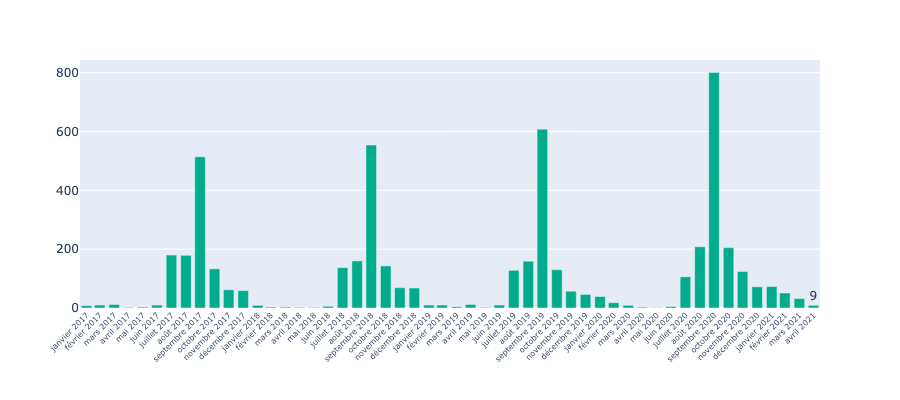 800
600
400
200
0
9
janvier 2017
février 2017
mars 2017
avril 2017
mai 2017
juin 2017
juillet 2017
août 2017
septembre 2017
octobre 2017
novembre 2017
décembre 2017
janvier 2018
février 2018
mars 2018
avril 2018
mai 2018
juin 2018
juillet 2018
août 2018
septembre 2018
octobre 2018
novembre 2018
décembre 2018
janvier 2019
février 2019
mars 2019
avril 2019
mai 2019
juin 2019
juillet 2019
août 2019
septembre 2019
octobre 2019
novembre 2019
décembre 2019
janvier 2020
février 2020
mars 2020
avril 2020
mai 2020
juin 2020
juillet 2020
août 2020
septembre 2020
octobre 2020
novembre 2020
décembre 2020
janvier 2021
février 2021
mars 2021
avril 2021